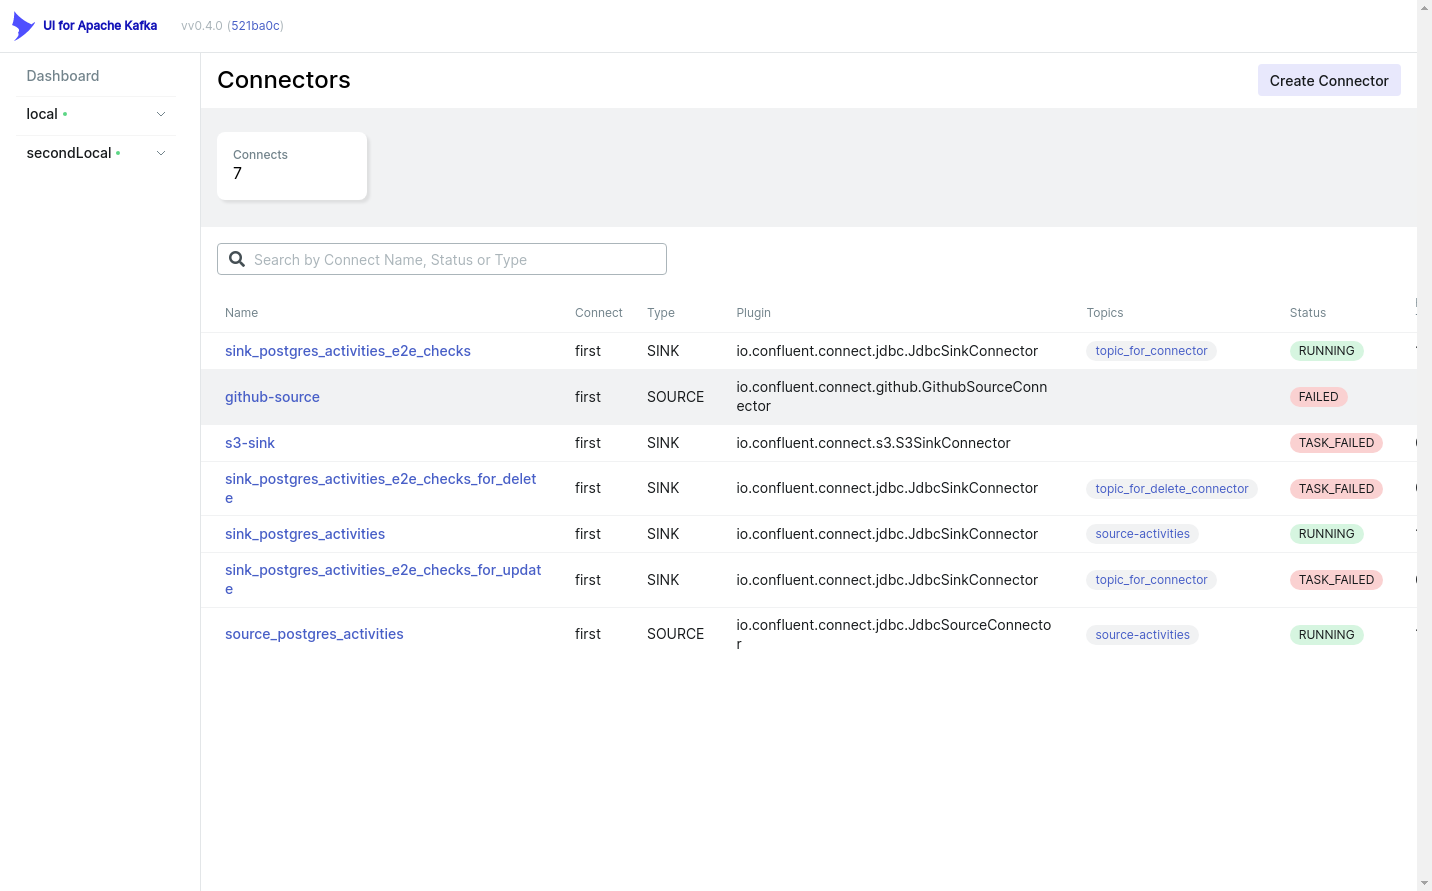 UI for Apache Kafka vv0.4.0 (521ba0c)
Dashboard
local
secondLocal
Connectors
Create Connector
Connects
7
Search by Connect Name, Status or Type
Name Connect Type Plugin Topics Status
sink_postgres_activities_e2e_checks first SINK io.confluent.connect.jdbc.JdbcSinkConnector topic_for_connector RUNNING
github-source first SOURCE io.confluent.connect.github.GithubSourceConn
ector FAILED
s3-sink first SINK io.confluent.connect.s3.S3SinkConnector TASK_FAILED
sink_postgres_activities_e2e_checks_for_delet
e first SINK io.confluent.connect.jdbc.JdbcSinkConnector topic_for_delete_connector TASK_FAILED
sink_postgres_activities first SINK io.confluent.connect.jdbc.JdbcSinkConnector source-activities RUNNING
sink_postgres_activities_e2e_checks_for_updat
e first SINK io.confluent.connect.jdbc.JdbcSinkConnector topic_for_connector TASK_FAILED
source_postgres_activities first SOURCE io.confluent.connect.jdbc.JdbcSourceConnecto
r source-activities RUNNING